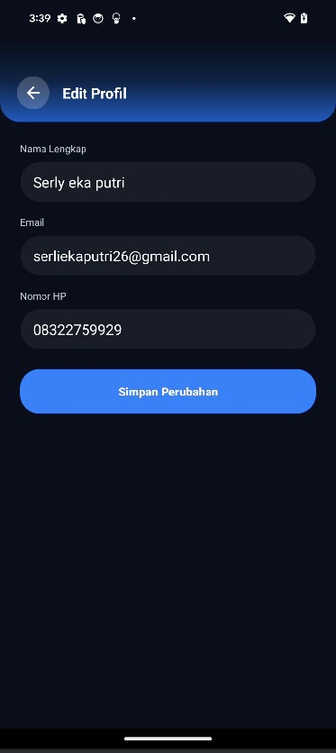 3:39
Edit Profil
Nama Lengkap
Serly eka putri
Email
serliekaputri26@gmail.com
Nomor HP
08322759929
Simpan Perubahan